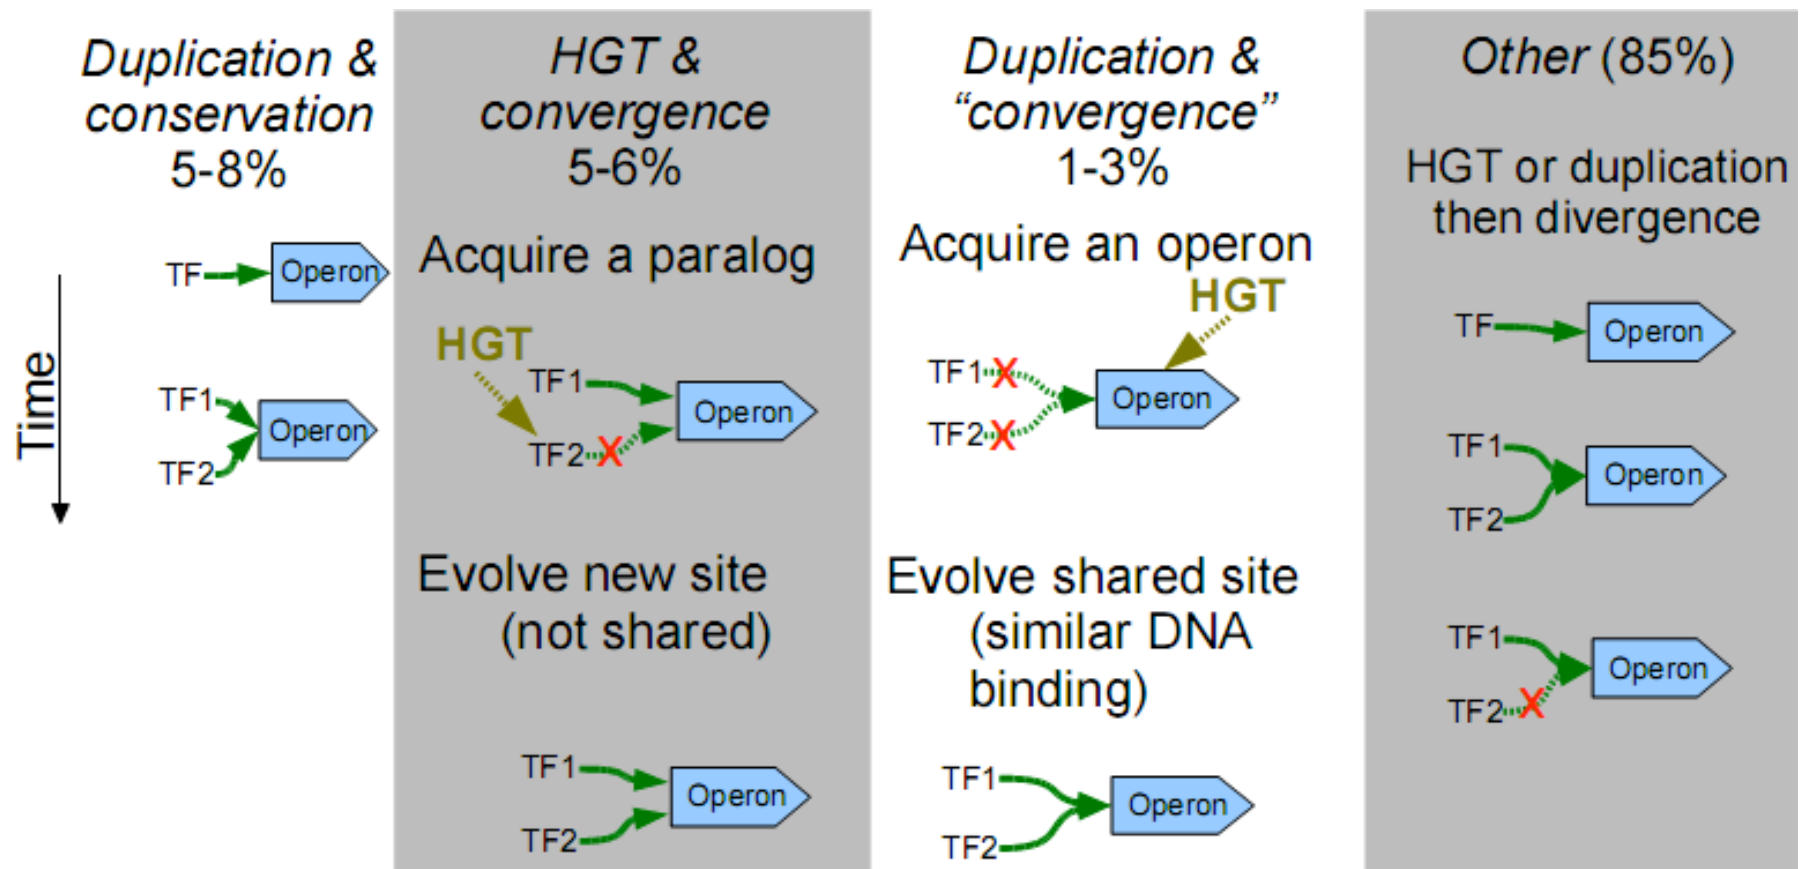 Duplication &
conservation
5-8%
TF
Operon
TF1
Operon
TF2
Time
HGT &
convergence
5-6%
Acquire a paralog
HGT
TF1
Operon
TF2
X
Evolve new site
(not shared)
TF1
Operon
TF2
Duplication &
“convergence”
1-3%
Acquire an operon
HGT
TF1
X
Operon
TF2
X
Evolve shared site
(similar DNA
binding)
TF1
Operon
TF2
Other (85%)
HGT or duplication
then divergence
TF
Operon
TF1
Operon
TF2
TF1
Operon
TF2
X